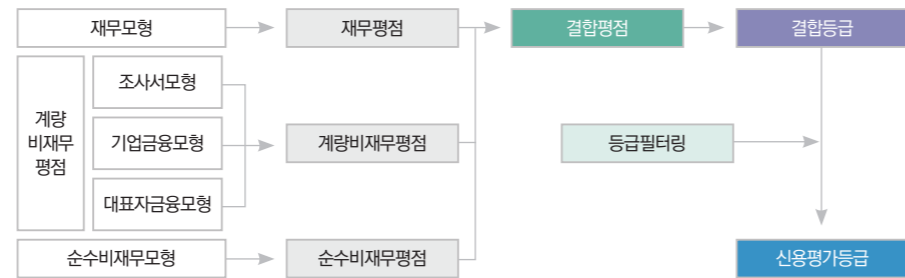 재무모형
재무평점
결합평점
결합등급
계량
비재무
평점
조사서모형
기업금융모형
대표자금융모형
계량비재무평점
등급필터링
순수비재무모형
순수비재무평점
신용평가등급